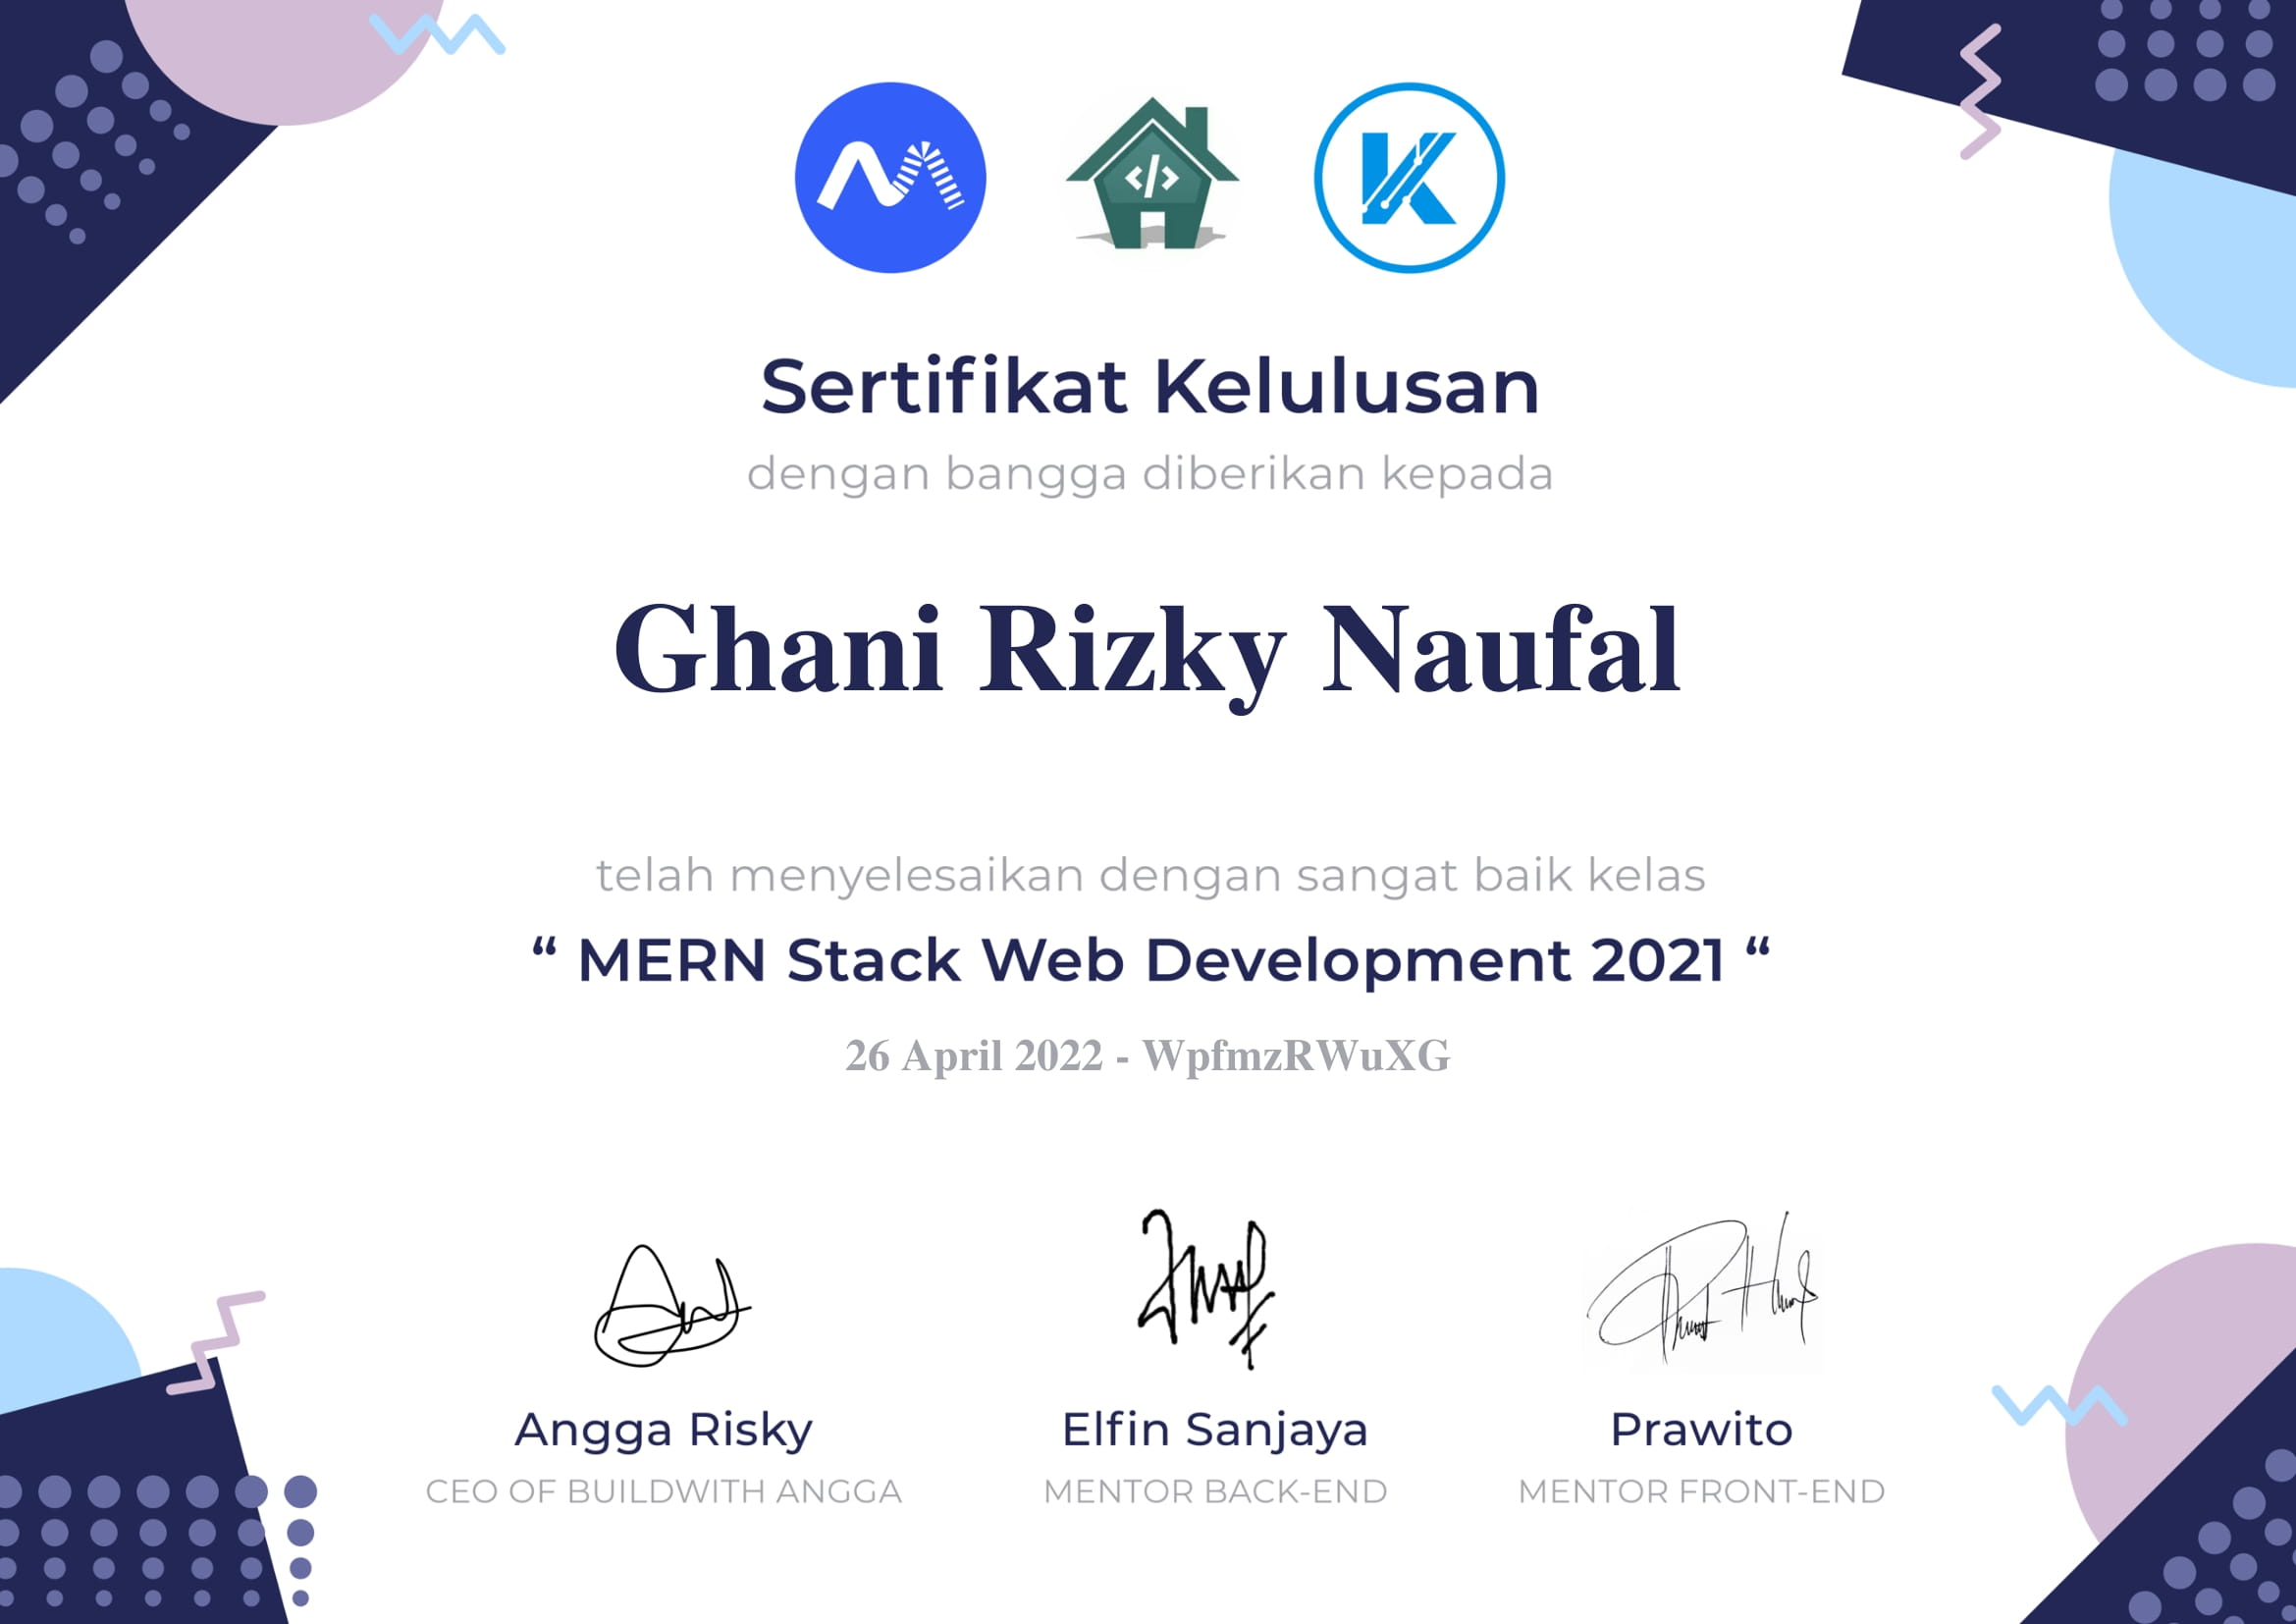 Sertifikat Kelulusan
dengan bangga diberikan kepada
Ghani Rizky Naufal
telah menyelesaikan dengan sangat baik kelas
“ MERN Stack Web Development 2021 “
26 April 2022 - WpfmzRWuXG
Angga Risky
CEO OF BUILDWITH ANGGA
Elfin Sanjaya
MENTOR BACK-END
Prawito
MENTOR FRONT-END